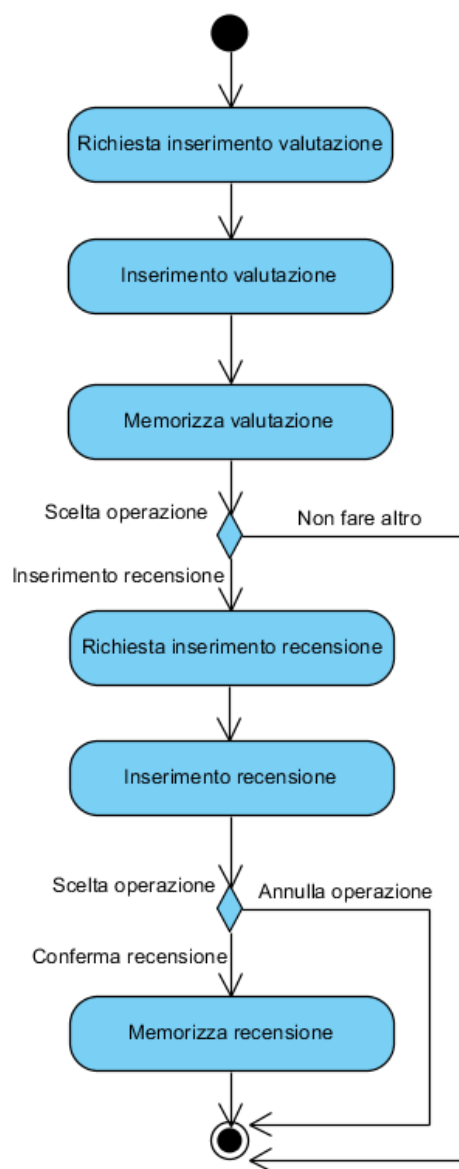 Richiesta inserimento valutazione
Inserimento valutazione
Memorizza valutazione
Scelta operazione
Non fare altro
Inserimento recensione
Richiesta inserimento recensione
Inserimento recensione
Scelta operazione
Annulla operazione
Conferma recensione
Memorizza recensione